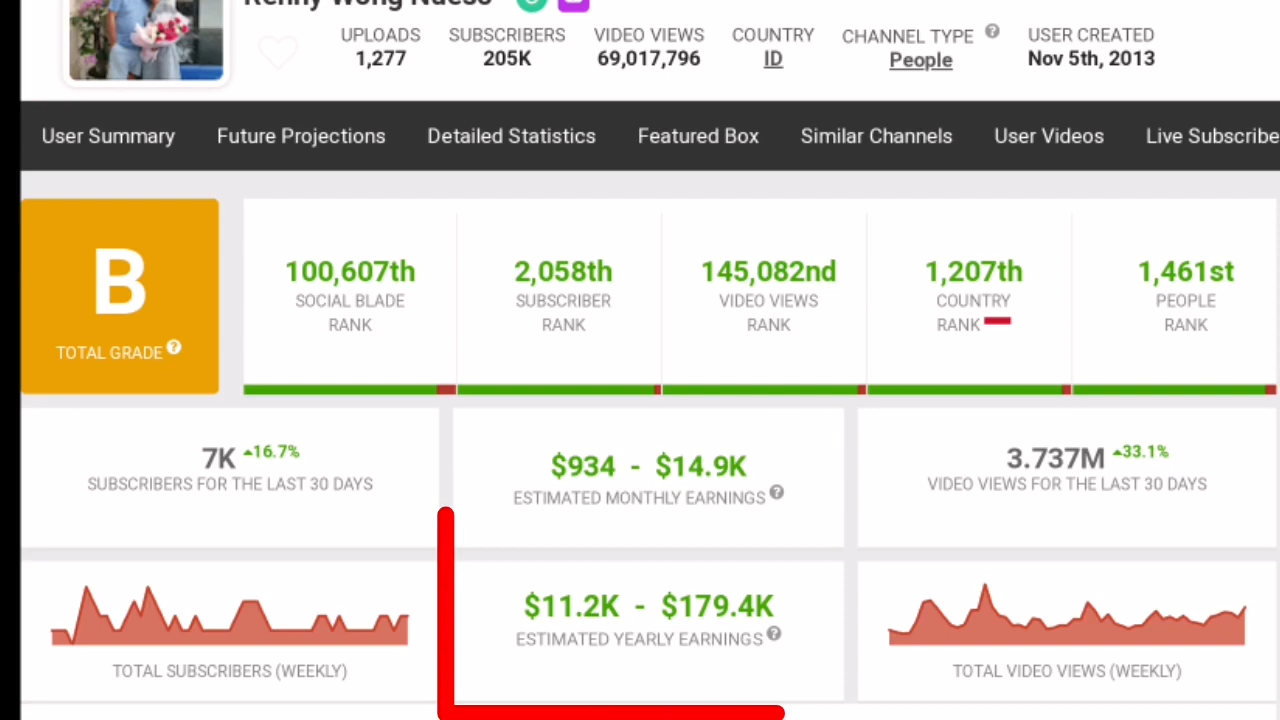 UPLOADS SUBSCRIBERS VIDEO VIEWS COUNTRY CHANNEL TYPE ? USER CREATED
1,277 205K 69,017,796 ID People Nov 5th, 2013
User Summary Future Projections Detailed Statistics Featured Box Similar Channels User Videos Live Subscribe
B
TOTAL GRADE ?
100,607th 2,058th 145,082nd 1,207th 1,461st
SOCIAL BLADE SUBSCRIBER VIDEO VIEWS COUNTRY PEOPLE
RANK RANK RANK RANK RANK
7K 16.7%
SUBSCRIBERS FOR THE LAST 30 DAYS
$934 - $14.9K
ESTIMATED MONTHLY EARNINGS ?
3.737M 33.1%
VIDEO VIEWS FOR THE LAST 30 DAYS
TOTAL SUBSCRIBERS (WEEKLY)
$11.2K - $179.4K
ESTIMATED YEARLY EARNINGS ?
TOTAL VIDEO VIEWS (WEEKLY)